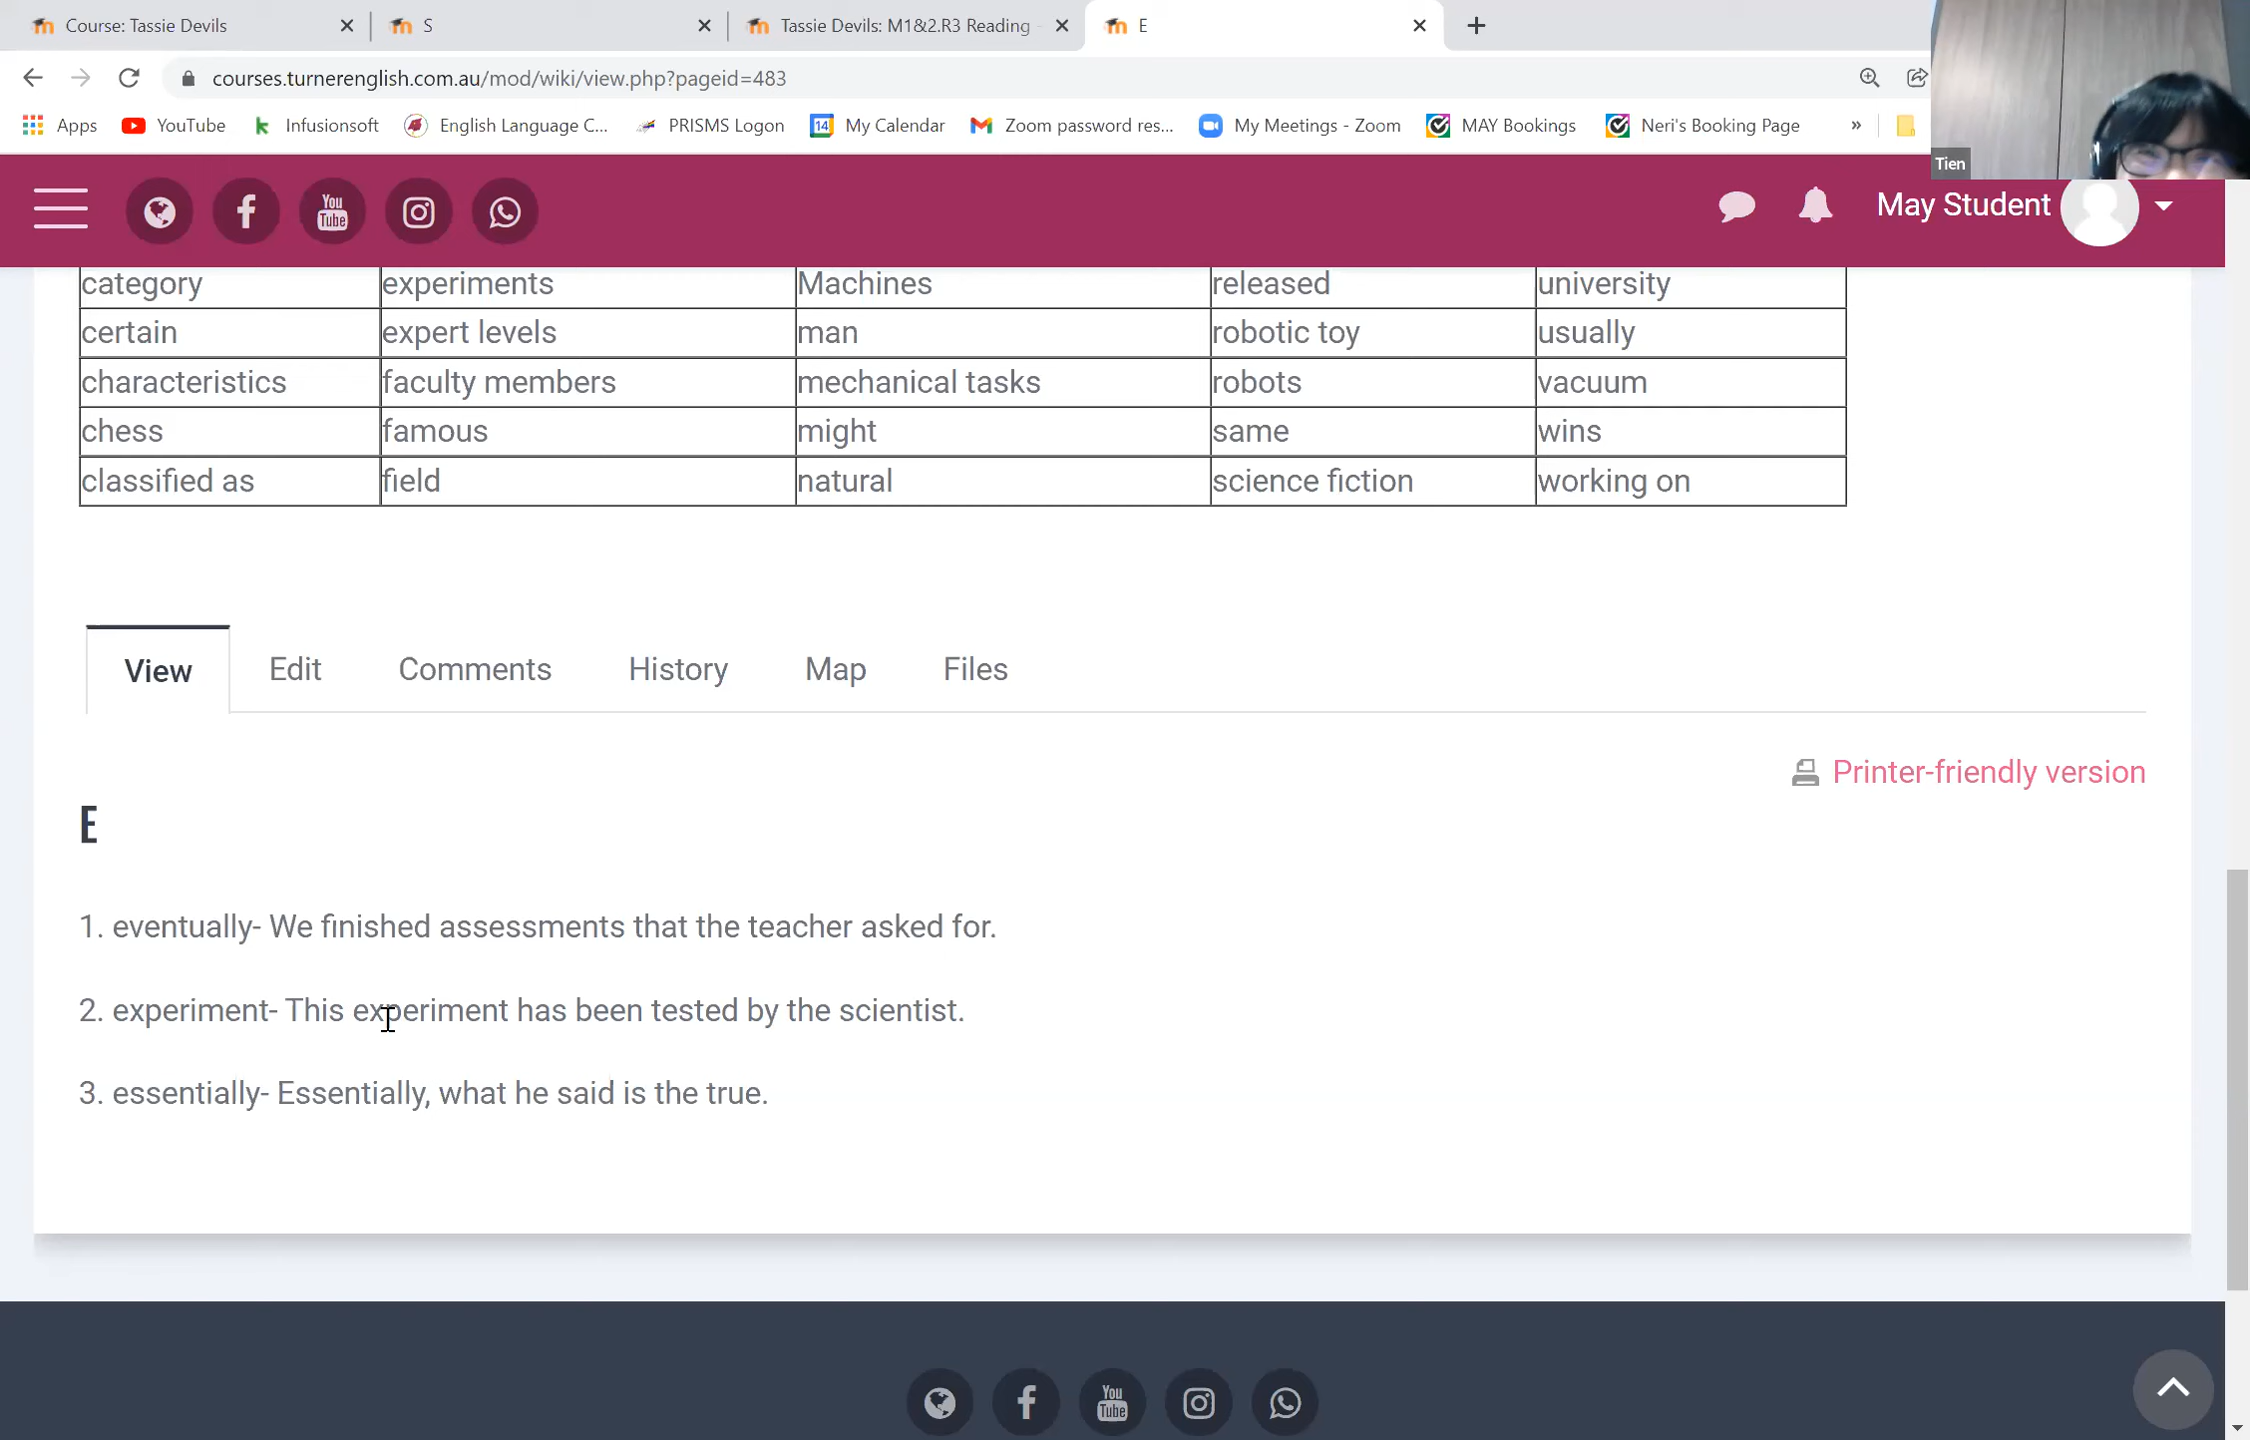 Course: Tassie Devils
S
Tassie Devils: M1&2.R3 Reading
E
courses.turnerenglish.com.au/mod/wiki/view.php?pageid=483
Apps YouTube Infusionsoft English Language C... PRISMS Logon 14 My Calendar Zoom password res... My Meetings - Zoom MAY Bookings Neri's Booking Page »
Tien
You Tube
May Student
category experiments Machines released university
certain expert levels man robotic toy usually
characteristics faculty members mechanical tasks robots vacuum
chess famous might same wins
classified as field natural science fiction working on
View Edit Comments History Map Files
Printer-friendly version
E
1. eventually- We finished assessments that the teacher asked for.
2. experiment- This experiment has been tested by the scientist.
3. essentially- Essentially, what he said is the true.
You Tube